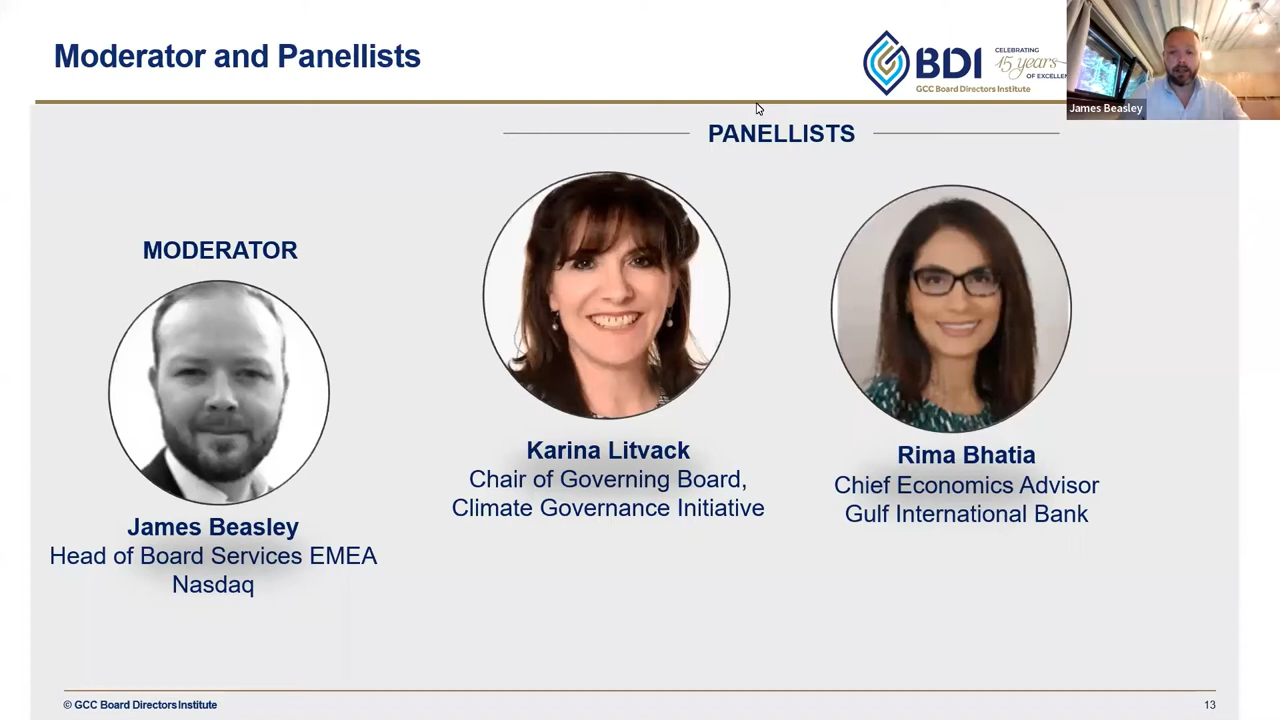 Moderator and Panellists
BDI
GCC Board Directors Institute
CELEBRATING
15 years
OF EXCELLEN
James Beasley
PANELLISTS
MODERATOR
Karina Litvack
Chair of Governing Board,
Climate Governance Initiative
Rima Bhatia
Chief Economics Advisor
Gulf International Bank
James Beasley
Head of Board Services EMEA
Nasdaq
© GCC Board Directors Institute
13